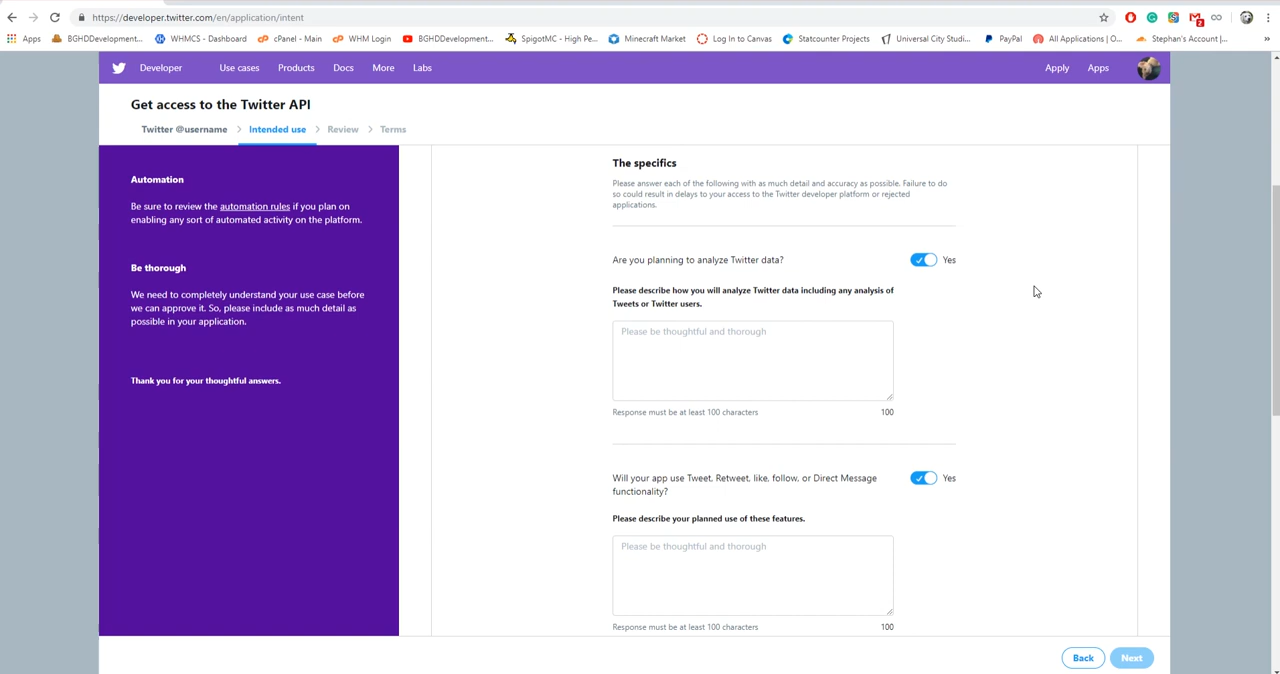 https://developer.twitter.com/en/application/intent
Apps BGHDDevelopment... WHMCS - Dashboard cPanel - Main WHM Login BGHDDevelopment... SpigotMC - High Pe... Minecraft Market Log In to Canvas Statcounter Projects Universal City Studi... PayPal All Applications | O... Stephan's Account |... »
Developer Use cases Products Docs More Labs Apply Apps
Get access to the Twitter API
Twitter @username > Intended use > Review > Terms
Automation
Be sure to review the automation rules if you plan on
enabling any sort of automated activity on the platform.
Be thorough
We need to completely understand your use case before
we can approve it. So, please include as much detail as
possible in your application.
Thank you for your thoughtful answers.
The specifics
Please answer each of the following with as much detail and accuracy as possible. Failure to do
so could result in delays to your access to the Twitter developer platform or rejected
applications.
Are you planning to analyze Twitter data? Yes
Please describe how you will analyze Twitter data including any analysis of
Tweets or Twitter users.
Please be thoughtful and thorough
Response must be at least 100 characters 100
Will your app use Tweet, Retweet, like, follow, or Direct Message
functionality?
Yes
Please describe your planned use of these features.
Please be thoughtful and thorough
Response must be at least 100 characters 100
Back Next